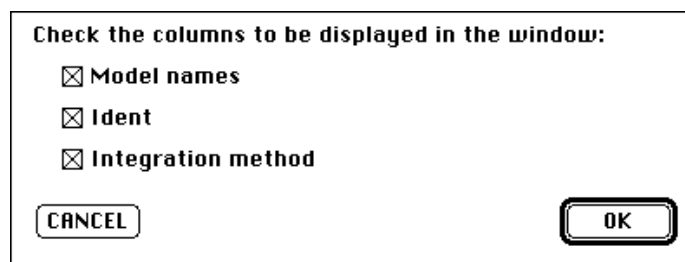 Check the columns to be displayed in the window:
Model names
Ident
Integration method
CANCEL
OK